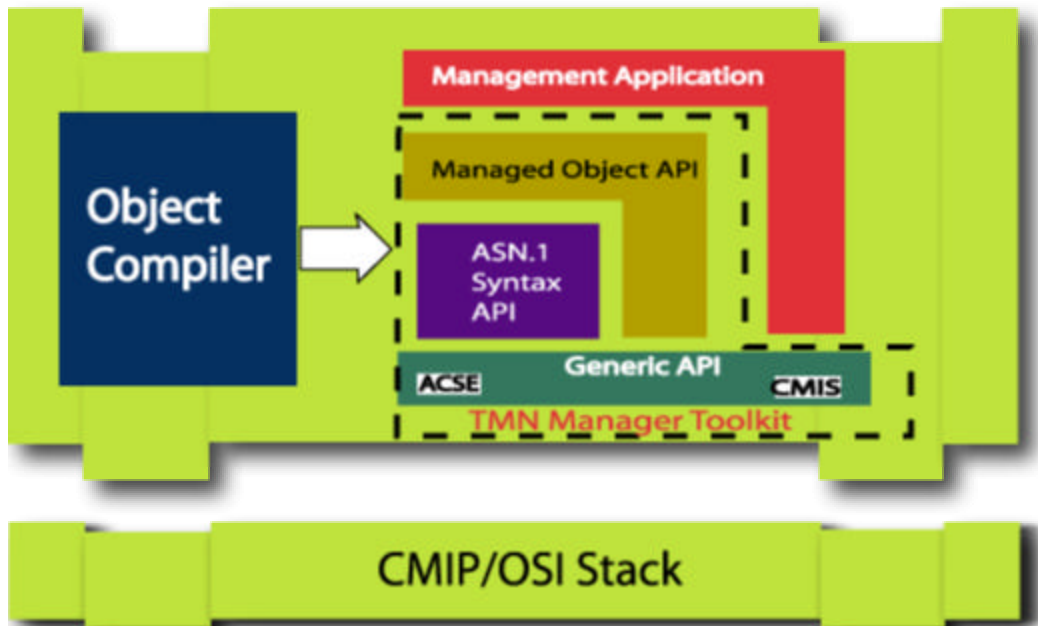 Management Application
Managed Object API
Object
Compiler
ASN.1
Syntax
API
Generic API
ACSE
CMIS
TMN Manager Toolkit
CMIP/OSI Stack